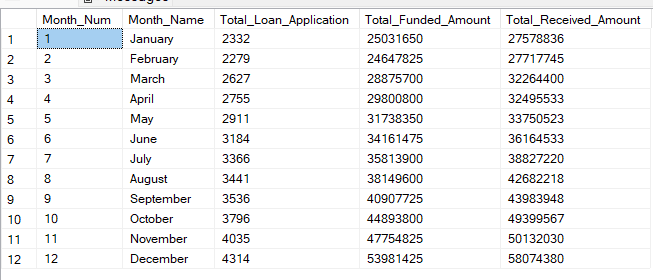 Month_Num Month_Name Total_Loan_Application Total_Funded_Amount Total_Received_Amount
1 1 January 2332 25031650 27578836
2 2 February 2279 24647825 27717745
3 3 March 2627 28875700 32264400
4 4 April 2755 29800800 32495533
5 5 May 2911 31738350 33750523
6 6 June 3184 34161475 36164533
7 7 July 3366 35813900 38827220
8 8 August 3441 38149600 42682218
9 9 September 3536 40907725 43983948
10 10 October 3796 44893800 49399567
11 11 November 4035 47754825 50132030
12 12 December 4314 53981425 58074380